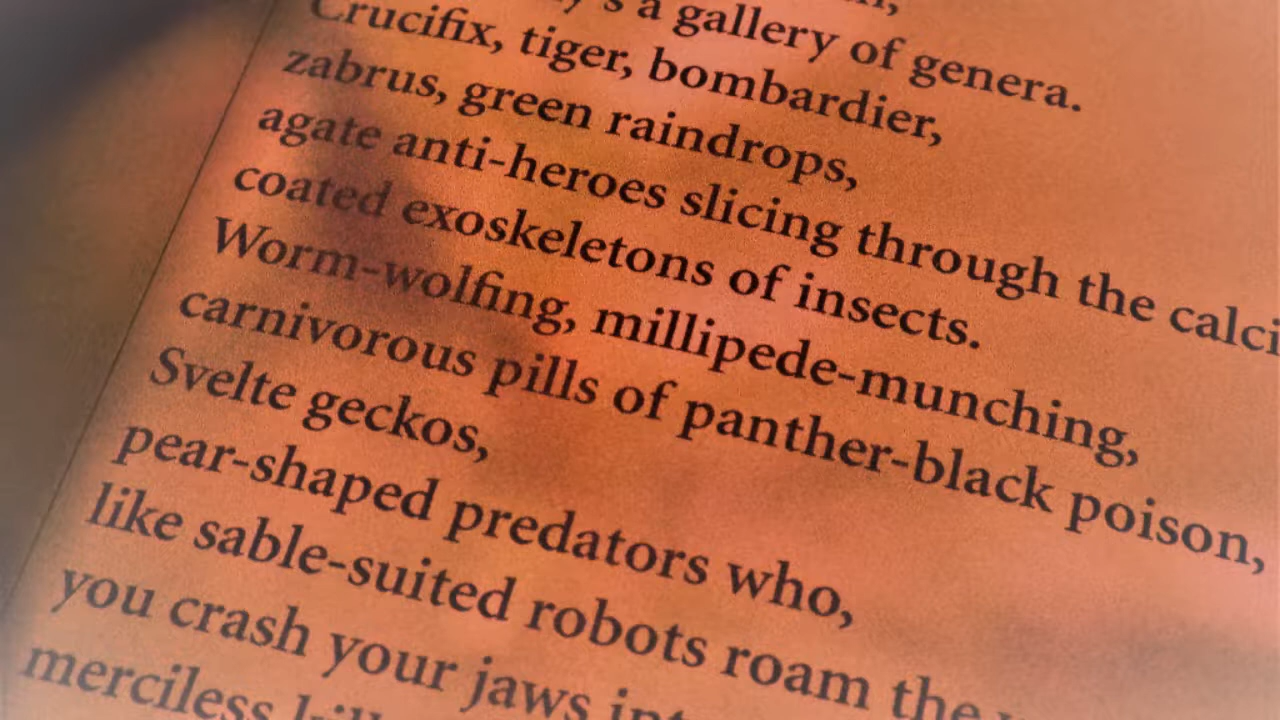 's a gallery of genera.
Crucifix, tiger, bombardier,
zabrus, green raindrops,
agate anti-heroes slicing through the calci
coated exoskeletons of insects.
Worm-wolfing, millipede-munching,
carnivorous pills of panther-black poison,
Svelte geckos,
pear-shaped predators who,
like sable-suited robots roam the
you crash your jaws
merciless